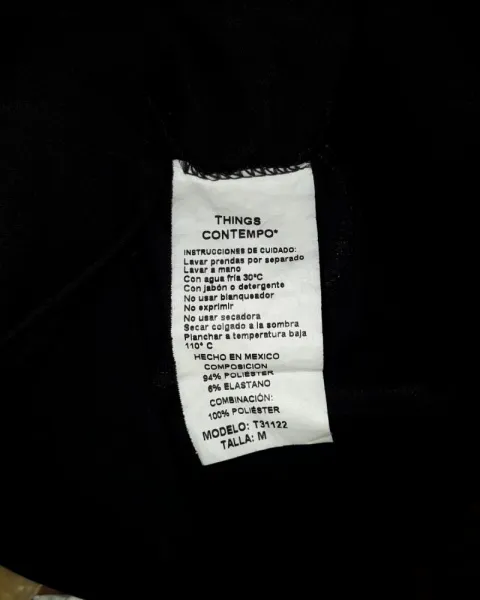 THINGS
CONTEMPO*
INSTRUCCIONES DE CUIDADO:
Lavar prendas por separado
Lavar a mano
Con agua fría 30°C
Con jabón o detergente
No usar blanqueador
No exprimir
No usar secadora
Secar colgado a la sombra
Planchar a temperatura baja
110° C
HECHO EN MEXICO
COMPOSICION
94% POLIÉSTER
6% ELASTANO
COMBINACIÓN:
100% POLIÉSTER
MODELO: T31122
TALLA: M